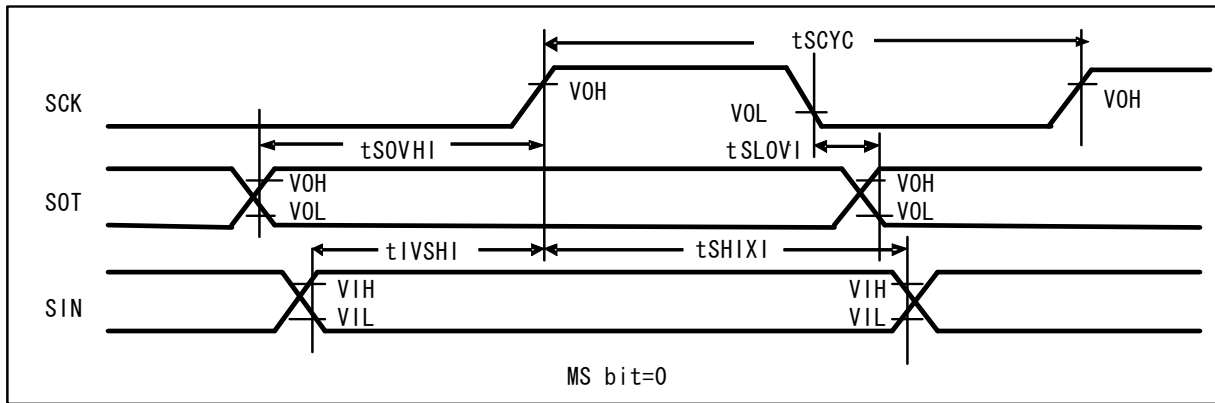 tSCYC
SCK
VOH
VOL
VOH
tSOVHI
tSLOVI
SOT
VOH
VOL
VOH
VOL
tIVSHI
tSHIXI
SIN
VIH
VIL
VIH
VIL
MS bit=0